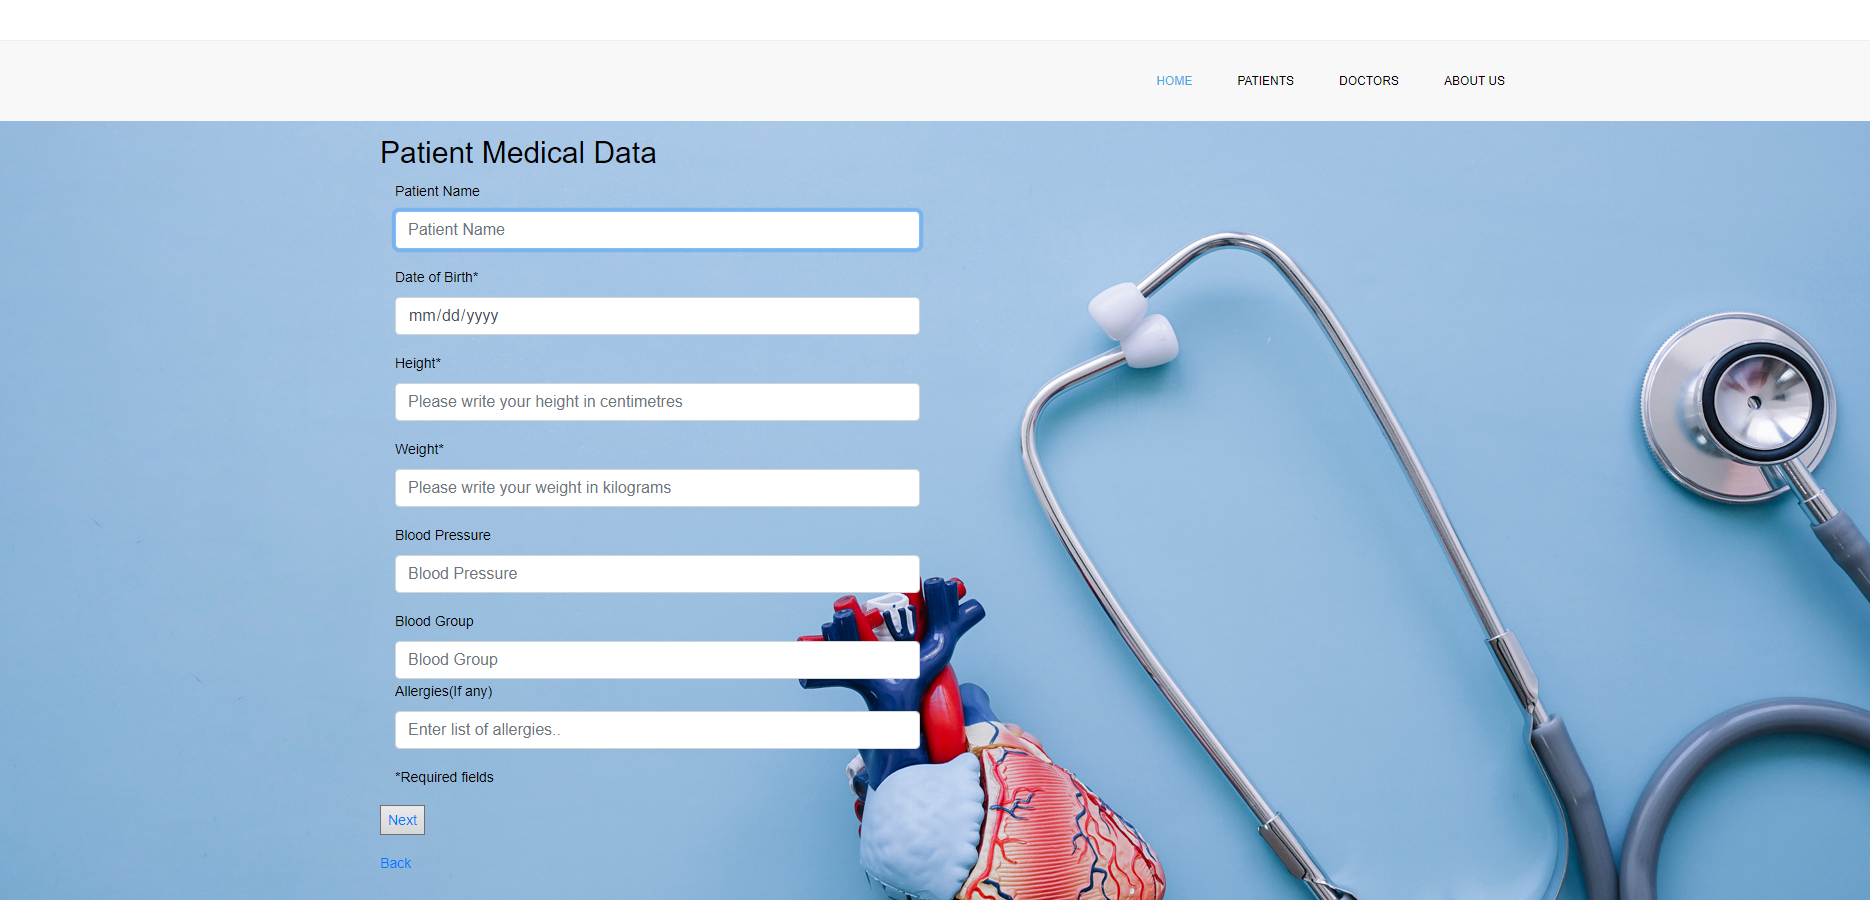 HOME PATIENTS DOCTORS ABOUT US
Patient Medical Data
Patient Name
Patient Name
Date of Birth*
mm/dd/yyyy
Height*
Please write your height in centimetres
Weight*
Please write your weight in kilograms
Blood Pressure
Blood Pressure
Blood Group
Blood Group
Allergies(If any)
Enter list of allergies..
*Required fields
Next
Back